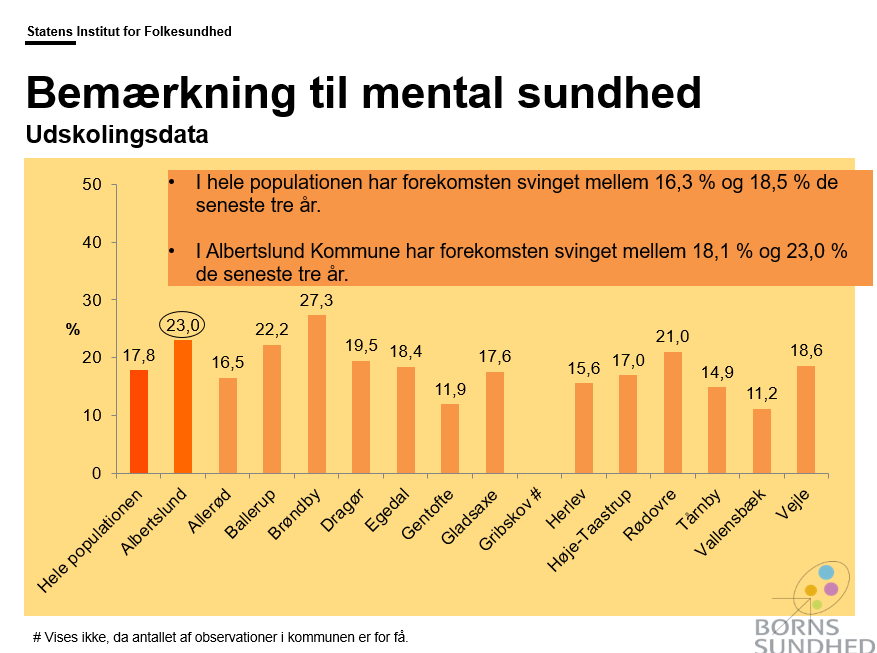 Statens Institut for Folkesundhed
Bemærkning til mental sundhed
Udskolingsdata
• I hele populationen har forekomsten svinget mellem 16,3 % og 18,5 % de
seneste tre år.
• I Albertslund Kommune har forekomsten svinget mellem 18,1 % og 23,0 %
de seneste tre år.
50
40
30
20
10
0
%
17,8
23,0
16,5
22,2
27,3
19,5
18,4
11,9
17,6
15,6
17,0
21,0
14,9
11,2
18,6
Hele populationen
Albertslund
Allerød
Ballerup
Brøndby
Dragør
Egedal
Gentofte
Gladsaxe
Gribskov #
Herlev
Høje-Taastrup
Rødovre
Tårnby
Vallensbæk
Vejle
# Vises ikke, da antallet af observationer i kommunen er for få.
BØRNS
SUNDHED